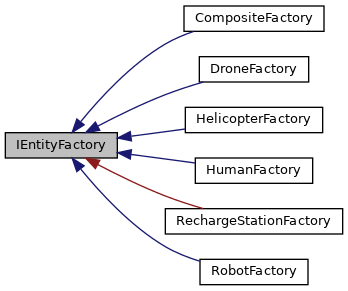 CompositeFactory
DroneFactory
HelicopterFactory
IEntityFactory
HumanFactory
RechargeStationFactory
RobotFactory